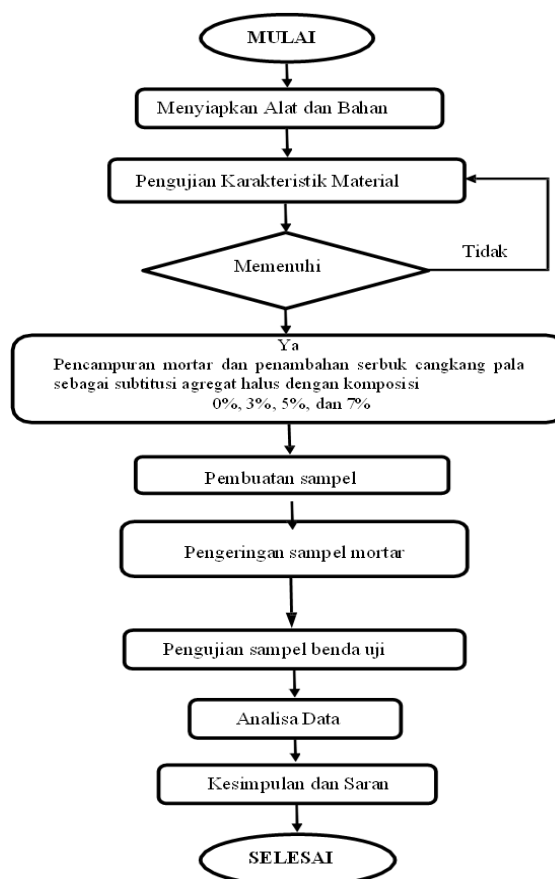 MULAI
Menyiapkan Alat dan Bahan
Pengujian Karakteristik Material
Tidak
Memenuhi
Ya
Pencampuran mortar dan penambahan serbuk cangkang pala
sebagai subtitusi agregat halus dengan komposisi
0%, 3%, 5%, dan 7%
Pembuatan sampel
Pengeringan sampel mortar
Pengujian sampel benda uji
Analisa Data
Kesimpulan dan Saran
SELESAI